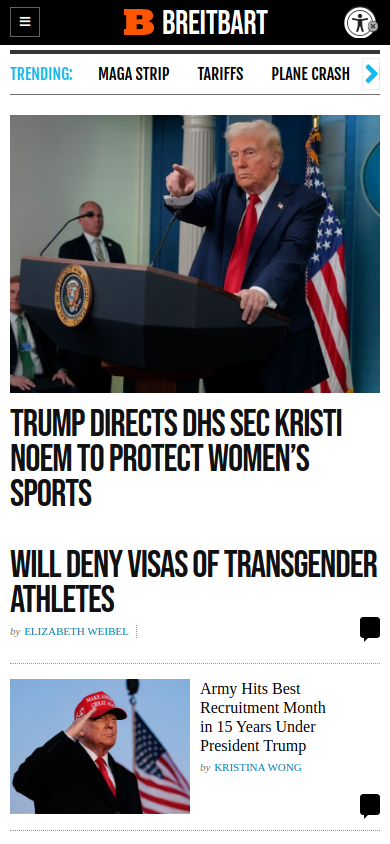 BREITBART
TRENDING:
MAGA STRIP
TARIFFS
PLANE CRASH
TRUMP DIRECTS DHS SEC KRISTI
NOEM TO PROTECT WOMEN'S
SPORTS
WILL DENY VISAS OF TRANSGENDER
ATHLETES
by ELIZABETH WEIBEL
Army Hits Best
Recruitment Month
in 15 Years Under
President Trump
by KRISTINA WONG